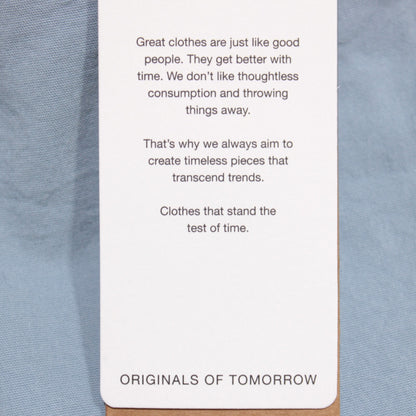 Great clothes are just like good
people. They get better with
time. We don’t like thoughtless
consumption and throwing
things away.
That’s why we always aim to
create timeless pieces that
transcend trends.
Clothes that stand the
test of time.
ORIGINALS OF TOMORROW